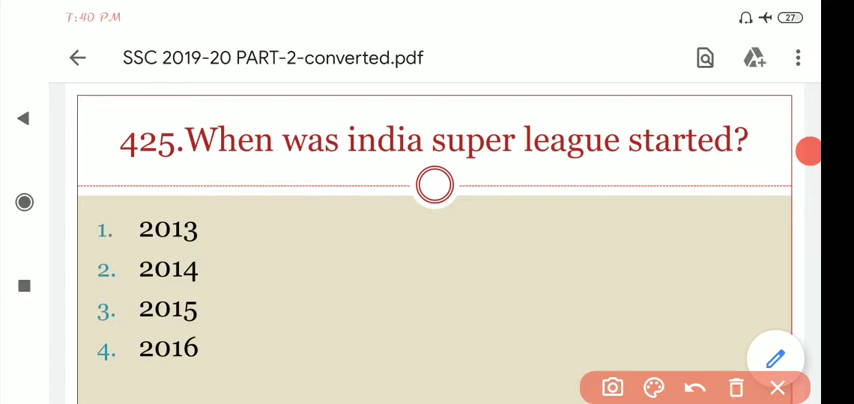 7:40 PM
27
SSC 2019-20 PART-2-converted.pdf
425.When was india super league started?
1. 2013
2. 2014
3. 2015
4. 2016